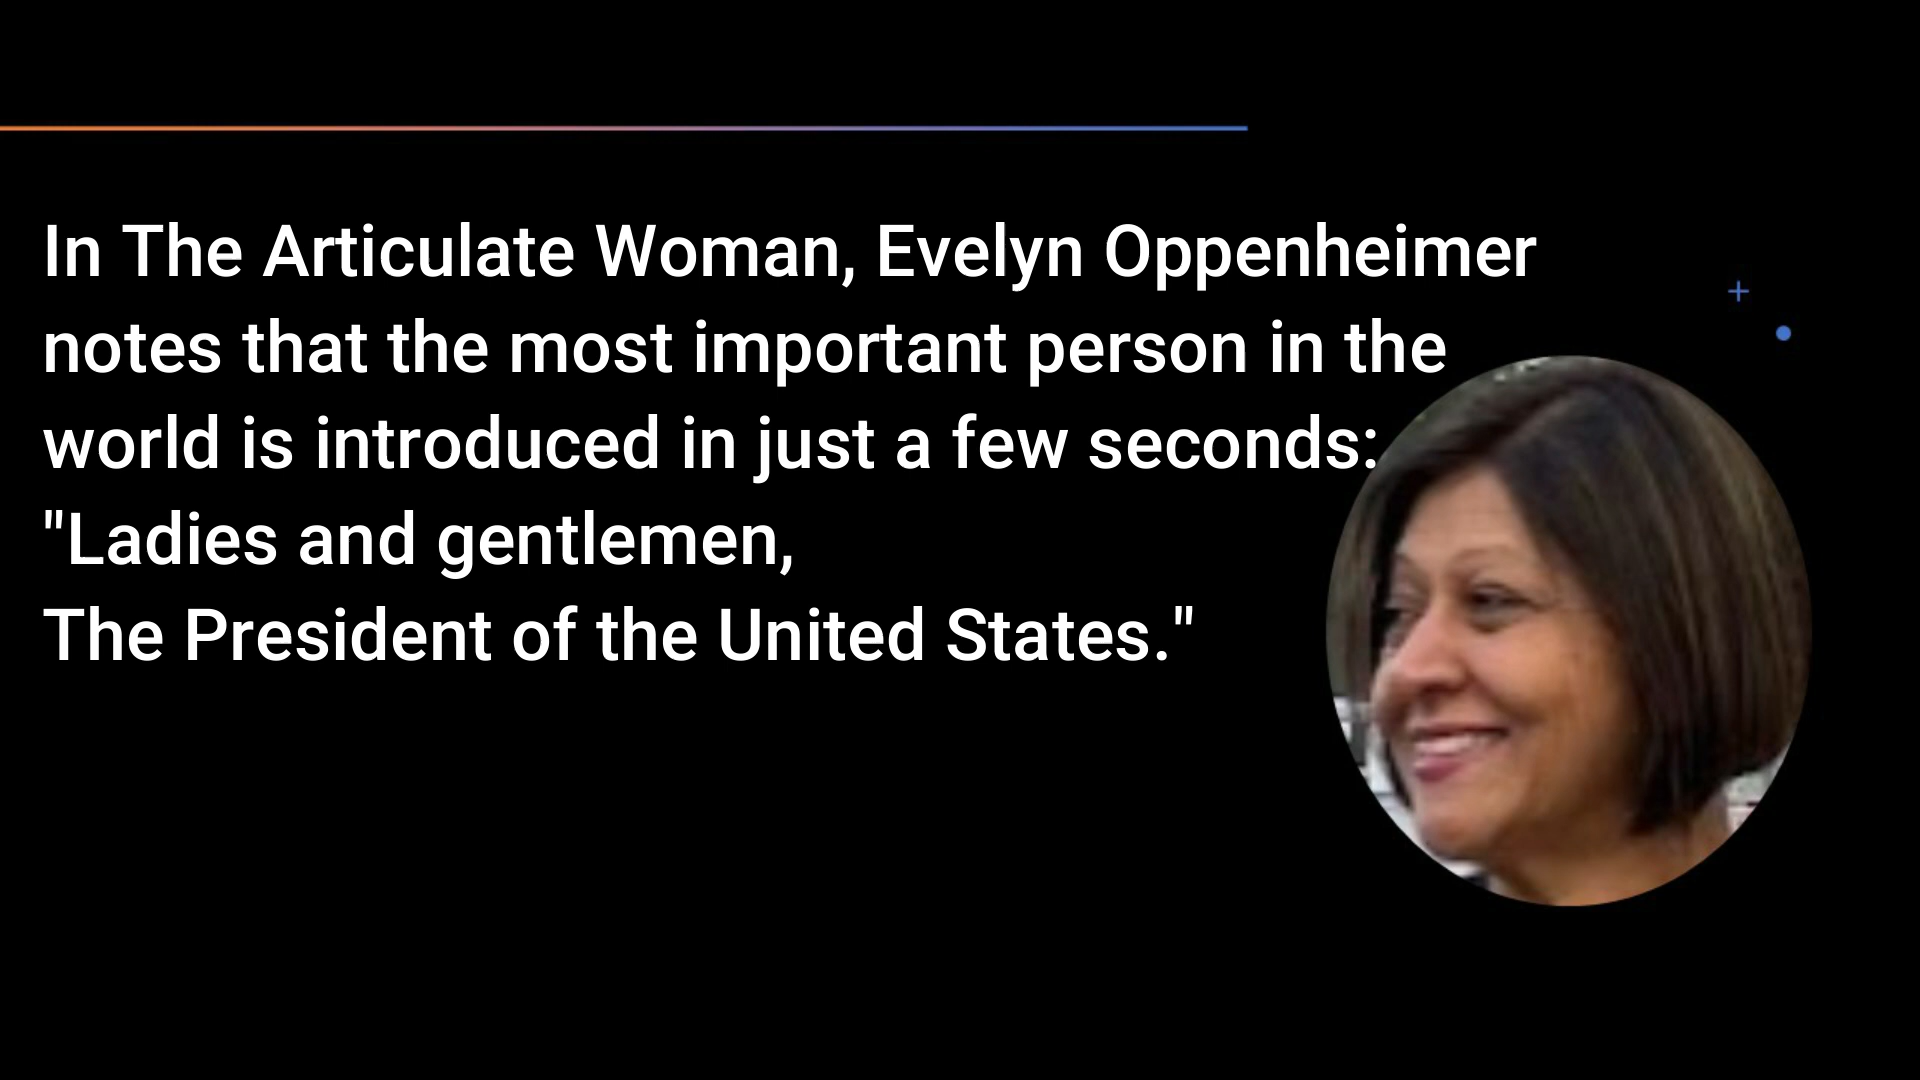 In The Articulate Woman, Evelyn Oppenheimer
notes that the most important person in the
world is introduced in just a few seconds:
"Ladies and gentlemen,
The President of the United States."